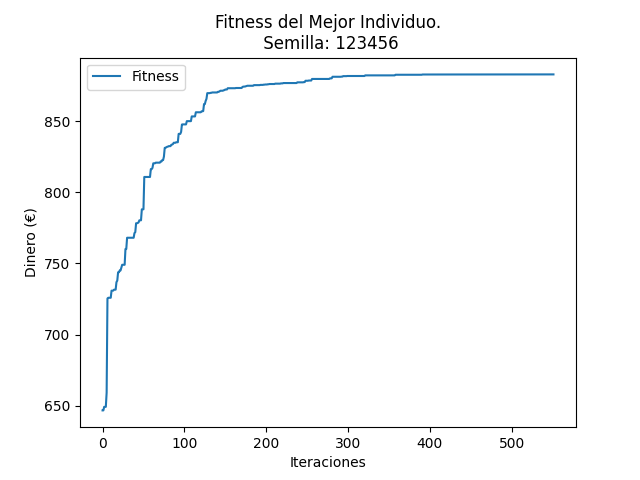 Fitness del Mejor Individuo.
Semilla: 123456
Fitness
850
800
750
700
650
Dinero (€)
0 100 200 300 400 500
Iteraciones